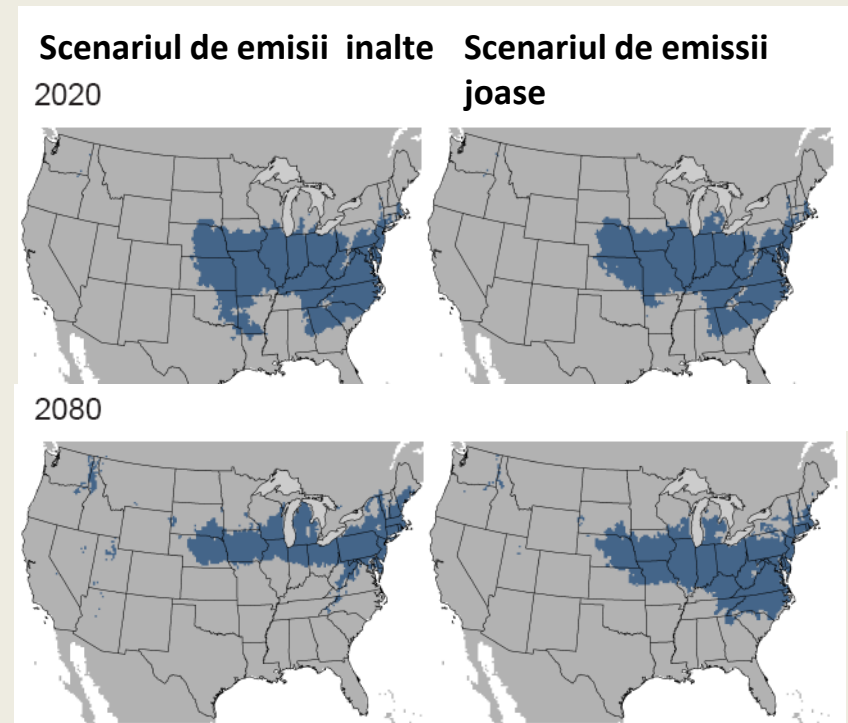 Scenariul de emisii inalte
Scenariul de emissii
joase
2020
2080